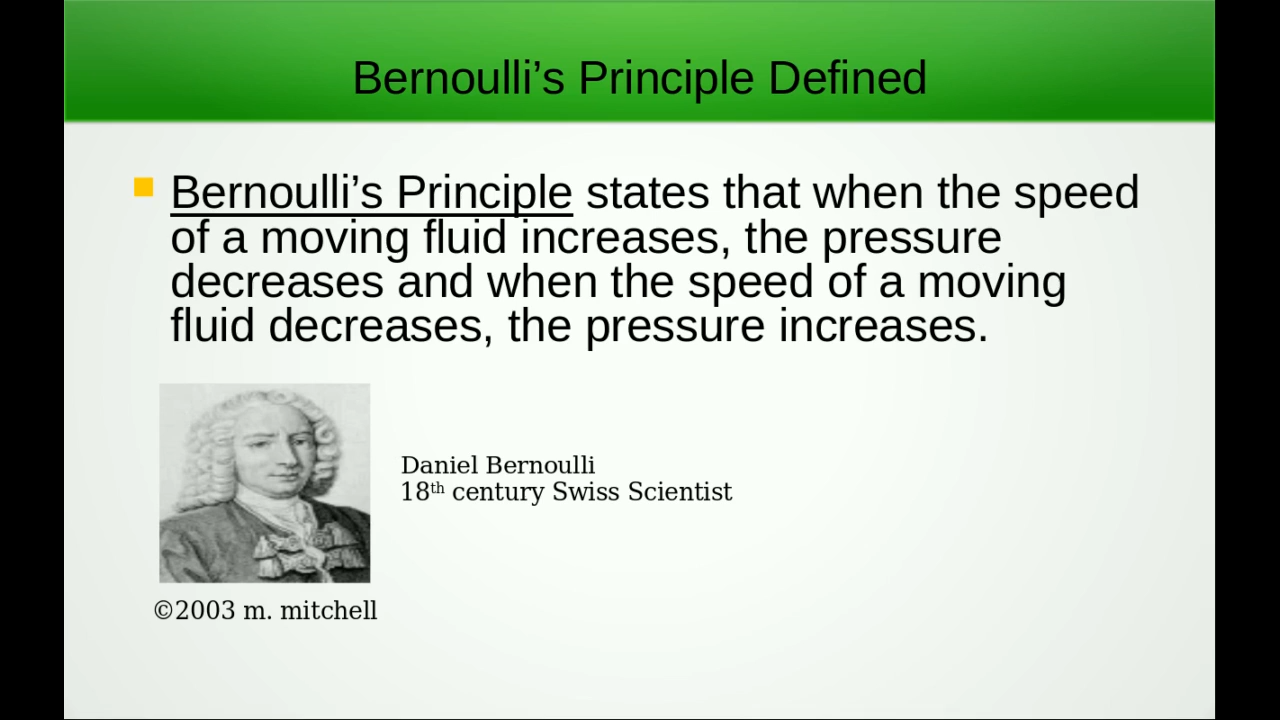 Bernoulli’s Principle Defined
Bernoulli’s Principle states that when the speed
of a moving fluid increases, the pressure
decreases and when the speed of a moving
fluid decreases, the pressure increases.
Daniel Bernoulli
18th century Swiss Scientist
©2003 m. mitchell